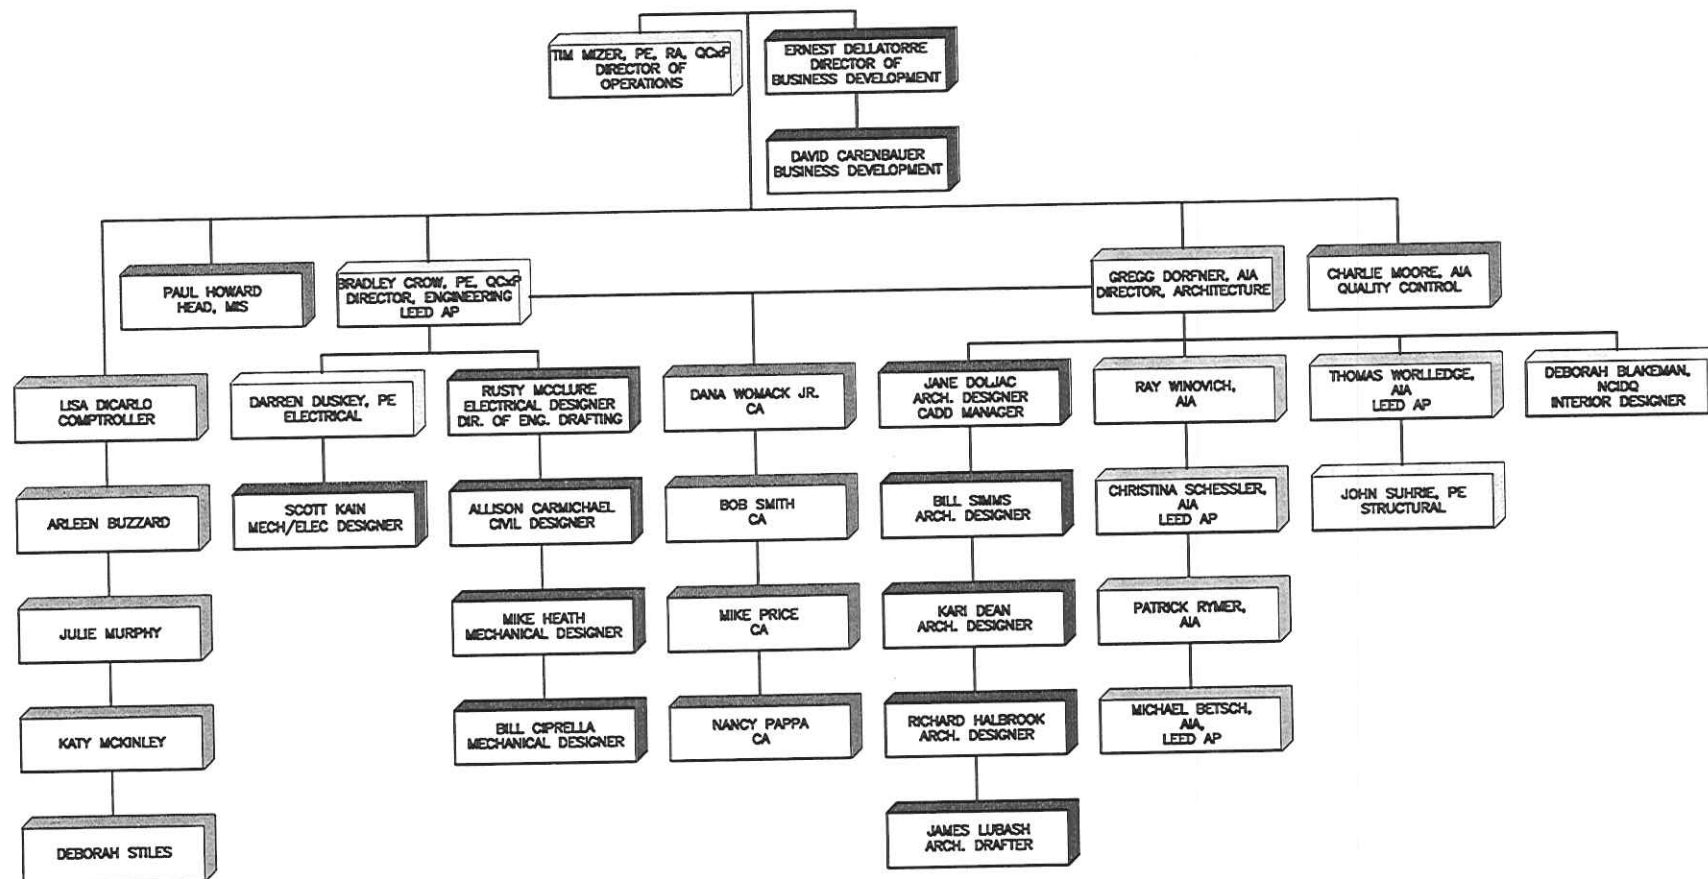 TIM MIZER, PE, RA, QCxP
DIRECTOR OF
OPERATIONS
ERNEST DELLATORRE
DIRECTOR OF
BUSINESS DEVELOPMENT
DAVID CARENBAUER
BUSINESS DEVELOPMENT
PAUL HOWARD
HEAD, MIS
BRADLEY CROW, PE, QCxP
DIRECTOR, ENGINEERING
LEED AP
GREGG DORFNER, AIA
DIRECTOR, ARCHITECTURE
CHARLIE MOORE, AIA
QUALITY CONTROL
LISA DICARLO
COMPTROLLER
DARREN DUSKEY, PE
ELECTRICAL
RUSTY MCCLURE
ELECTRICAL DESIGNER
DIR. OF ENG. DRAFTING
DANA WOMACK JR.
CA
JANE DOLJAC
ARCH. DESIGNER
CADD MANAGER
RAY WINOVICH,
AIA
THOMAS WORLLEDGE,
AIA
LEED AP
DEBORAH BLAKEMAN,
NCIDQ
INTERIOR DESIGNER
ARLEEN BUZZARD
SCOTT KAIN
MECH/ELEC DESIGNER
ALLISON CARMICHAEL
CIVIL DESIGNER
BOB SMITH
CA
BILL SIMMS
ARCH. DESIGNER
CHRISTINA SCHESSLER,
AIA
LEED AP
JOHN SUHRIE, PE
STRUCTURAL
JULIE MURPHY
MIKE HEATH
MECHANICAL DESIGNER
MIKE PRICE
CA
KARI DEAN
ARCH. DESIGNER
PATRICK RYMER,
AIA
KATY MCKINLEY
BILL CIPRELLA
MECHANICAL DESIGNER
NANCY PAPPA
CA
RICHARD HALBROOK
ARCH. DESIGNER
MICHAEL BETSCH,
AIA,
LEED AP
DEBORAH STILES
JAMES LUBASH
ARCH. DRAFTER